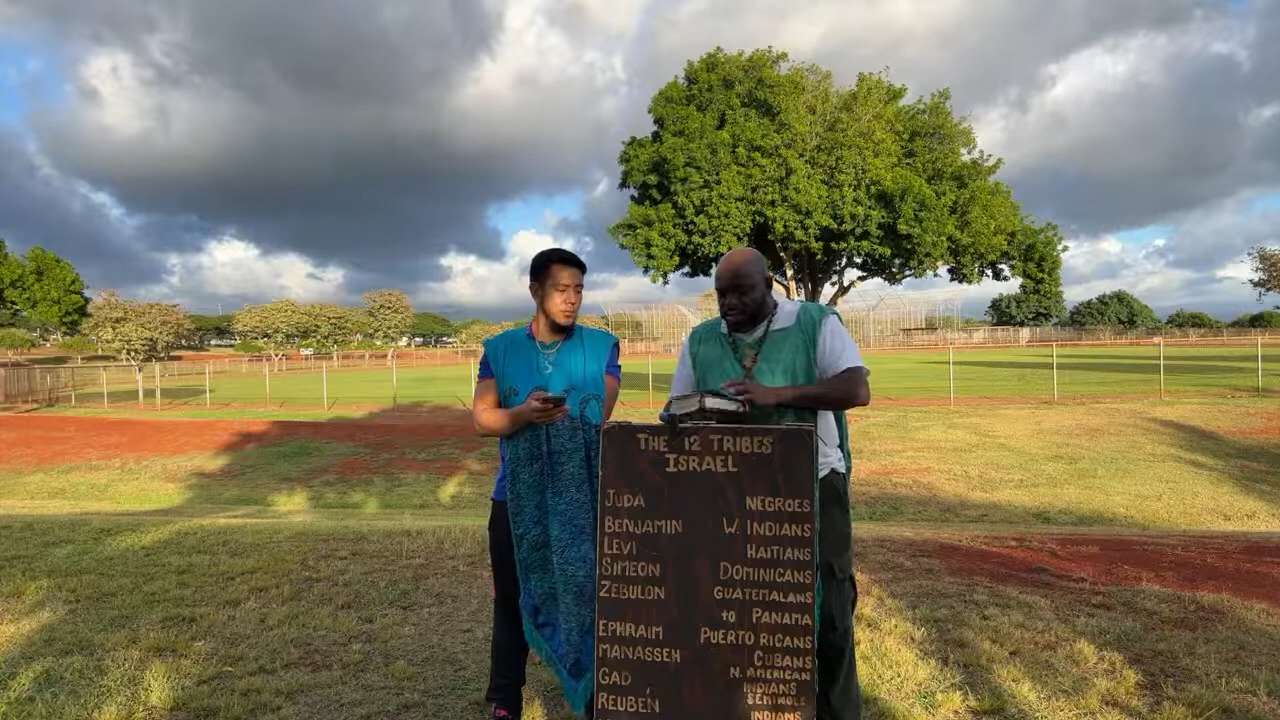 THE 12 TRIBES
ISRAEL
JUDA NEGROES
BENJAMIN W. INDIANS
LEVI HAITIANS
SIMEON DOMINICANS
ZEBULON GUATEMALANS
to PANAMA
EPHRAIM PUERTO RICANS
MANASSEH CUBANS
GAD N. AMERICAN
INDIANS
REUBEN SEMINOLE
INDIANS